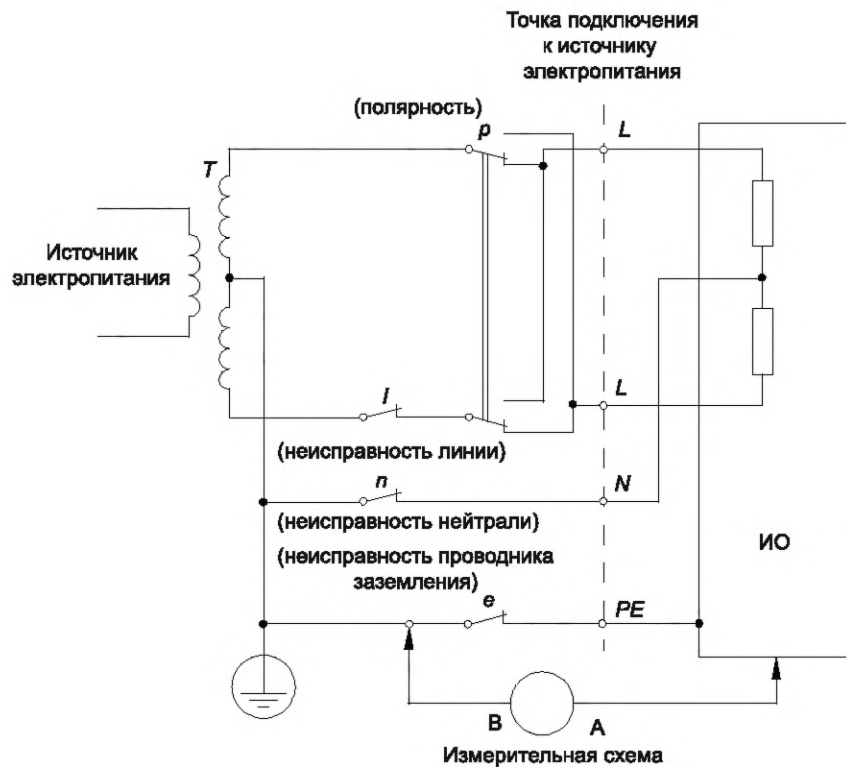 Точка подключения
к источнику
электропитания
(полярность)
p
L
T
Источник
электропитания
l
L
(неисправность линии)
n
N
(неисправность нейтрали)
(неисправность проводника
заземления)
ИО
e
PE
B
A
Измерительная схема